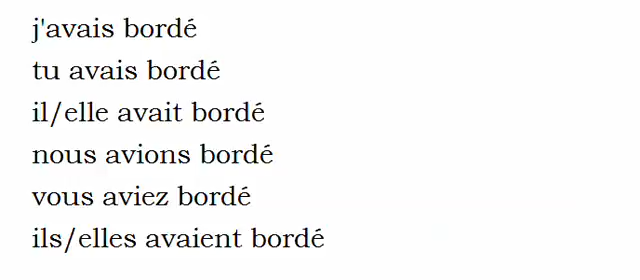 j'avais bordé
tu avais bordé
il/elle avait bordé
nous avions bordé
vous aviez bordé
ils/elles avaient bordé